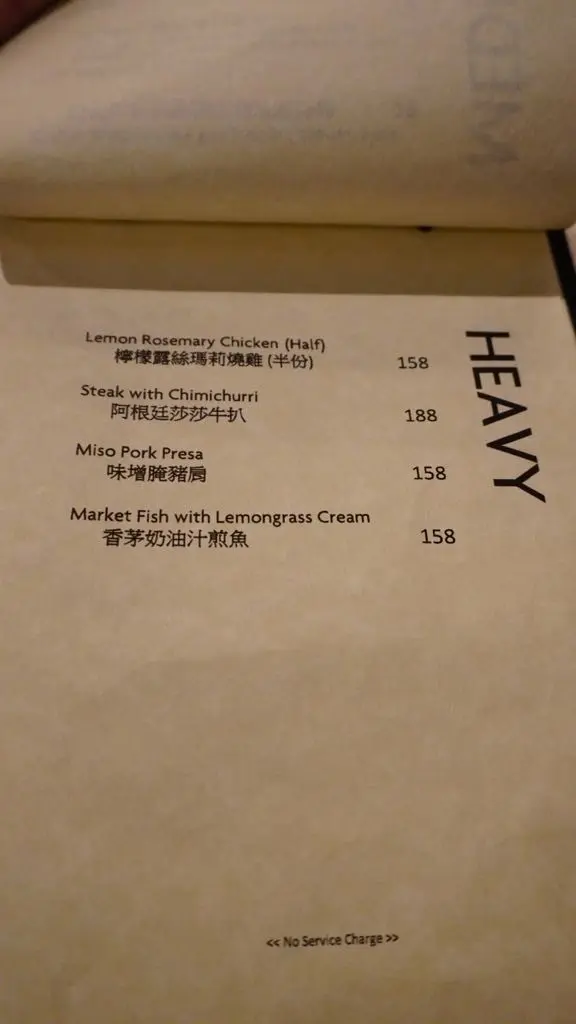 MED
HEAVY
Lemon Rosemary Chicken (Half)
檸檬露絲瑪莉燒雞 (半份)
158
Steak with Chimichurri
阿根廷莎莎牛扒
188
Miso Pork Presa
味增腌豬肩
158
Market Fish with Lemongrass Cream
香茅奶油汁煎魚
158
<< No Service Charge >>